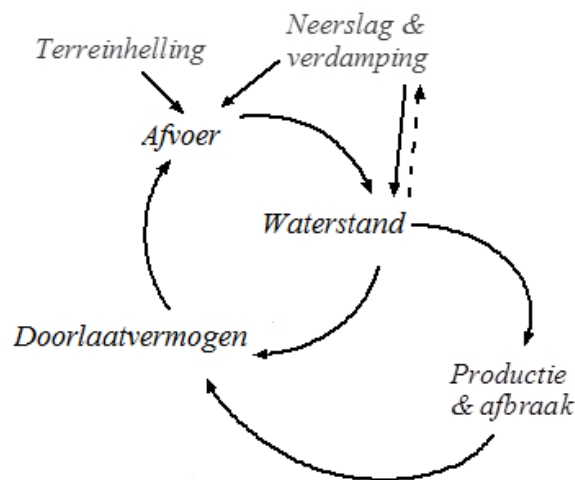 Terreinhelling
Neerslag &
verdamping
Afvoer
Waterstand
Doorlaatvermogen
Productie
& afbraak